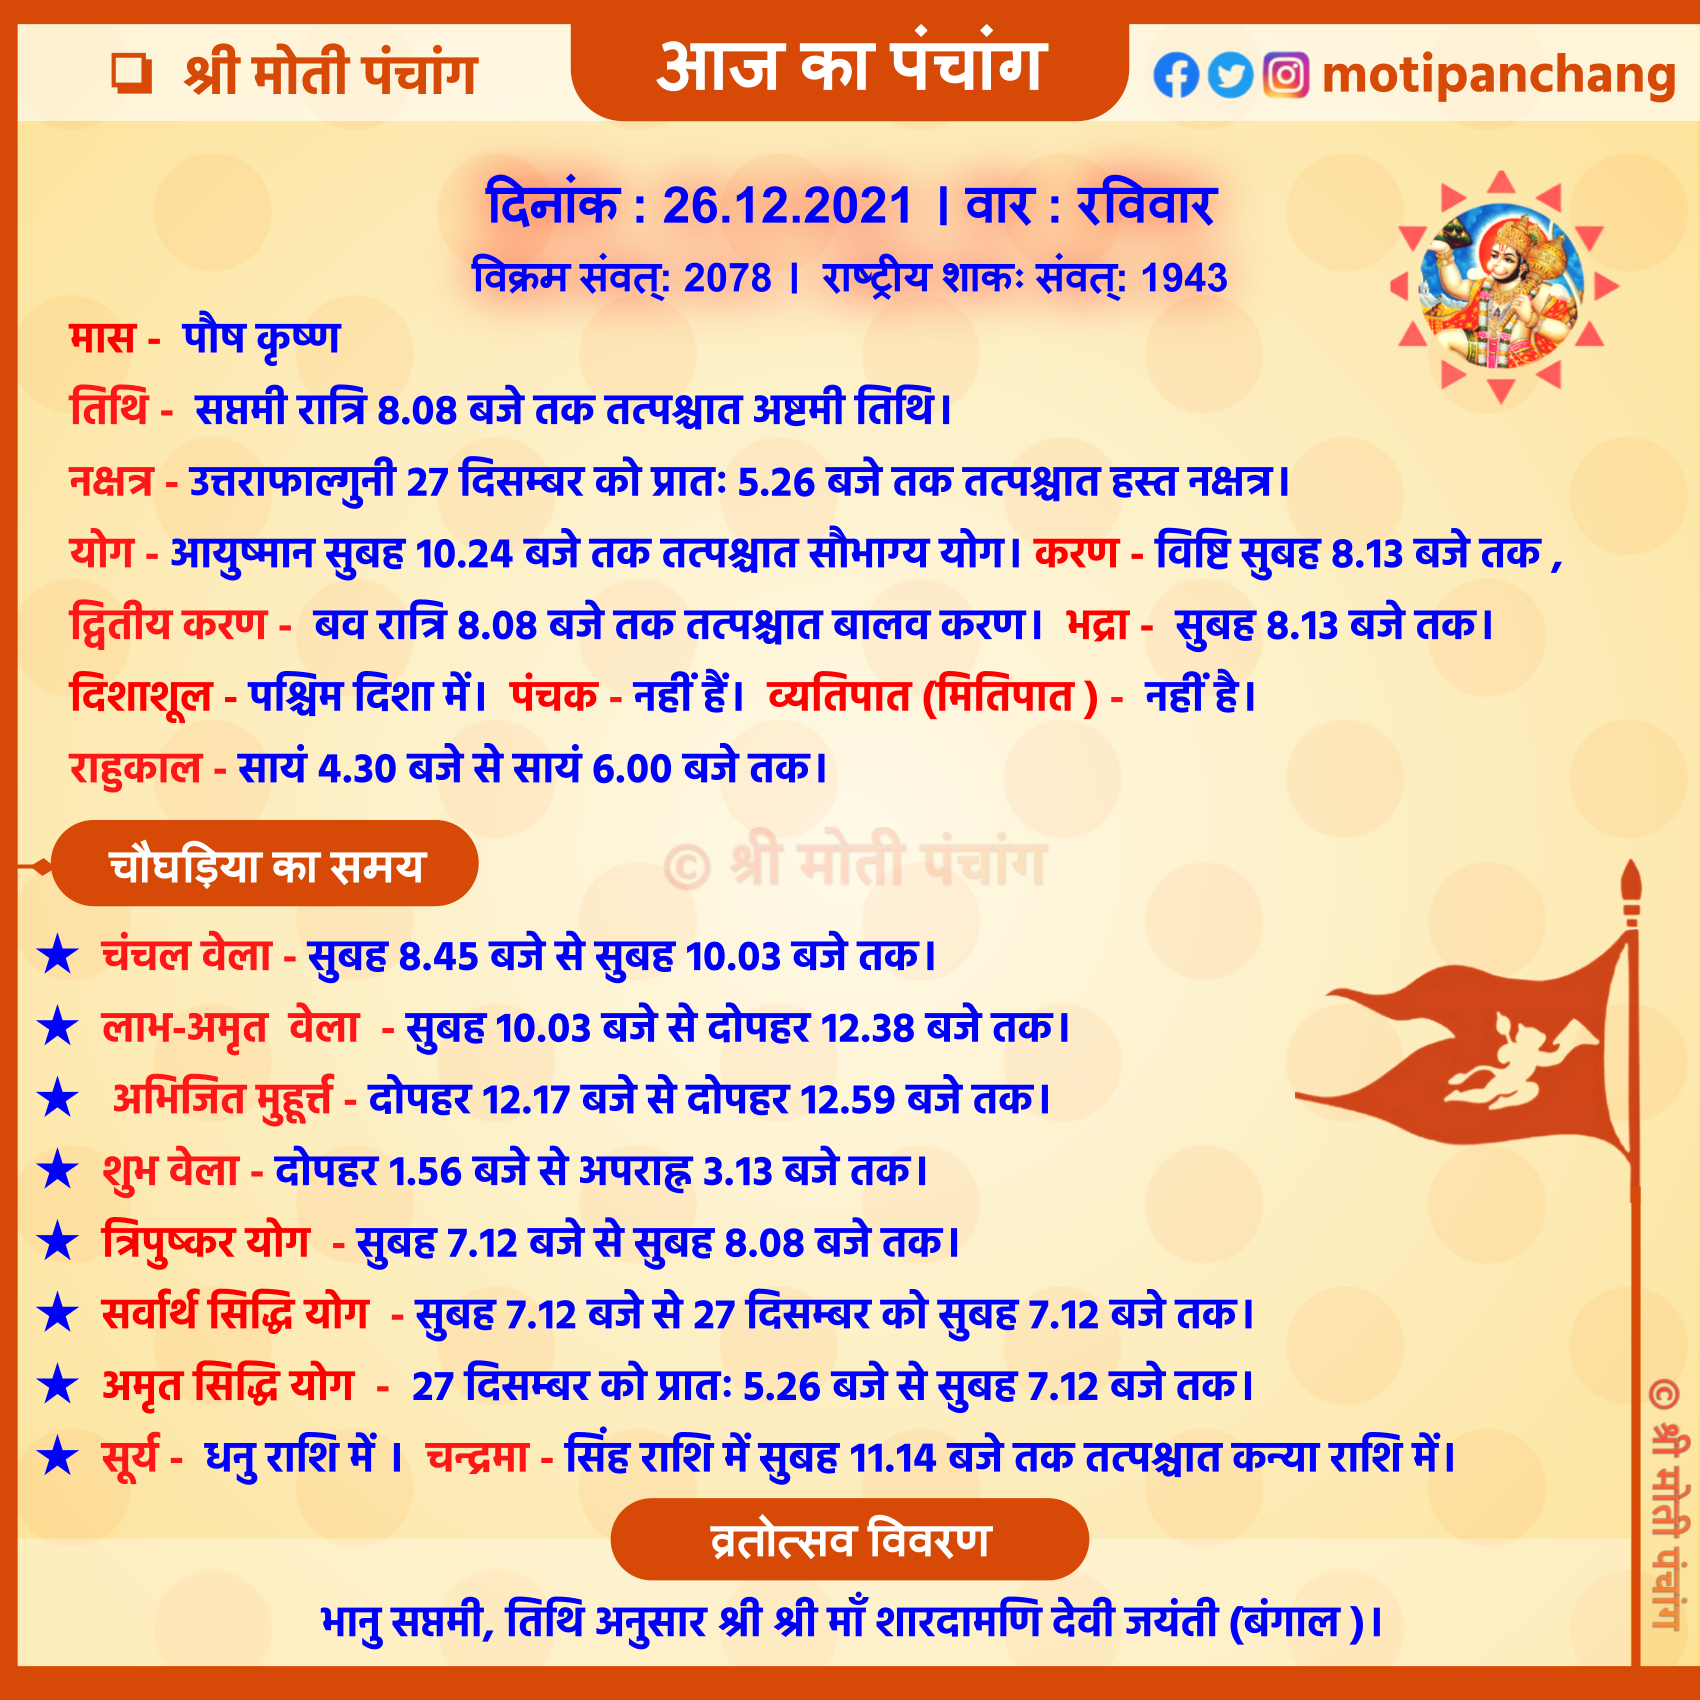 ❏ श्री मोती पंचांग
आज का पंचांग
motipanchang
दिनांक : 26.12.2021 । वार : रविवार
विक्रम संवत्: 2078 । राष्ट्रीय शाकः संवत्: 1943
मास - पौष कृष्ण
तिथि - सप्तमी रात्रि 8.08 बजे तक तत्पश्चात अष्टमी तिथि।
नक्षत्र - उत्तराफाल्गुनी 27 दिसम्बर को प्रातः 5.26 बजे तक तत्पश्चात हस्त नक्षत्र।
योग - आयुष्मान सुबह 10.24 बजे तक तत्पश्चात सौभाग्य योग। करण - विष्टि सुबह 8.13 बजे तक ,
द्वितीय करण - बव रात्रि 8.08 बजे तक तत्पश्चात बालव करण। भद्रा - सुबह 8.13 बजे तक।
दिशाशूल - पश्चिम दिशा में। पंचक - नहीं हैं। व्यतिपात (मितिपात ) - नहीं है।
राहुकाल - सायं 4.30 बजे से सायं 6.00 बजे तक।
© श्री मोती पंचांग
चौघड़िया का समय
★ चंचल वेला - सुबह 8.45 बजे से सुबह 10.03 बजे तक।
★ लाभ-अमृत वेला - सुबह 10.03 बजे से दोपहर 12.38 बजे तक।
★ अभिजित मुहूर्त्त - दोपहर 12.17 बजे से दोपहर 12.59 बजे तक।
★ शुभ वेला - दोपहर 1.56 बजे से अपराह्न 3.13 बजे तक।
★ त्रिपुष्कर योग - सुबह 7.12 बजे से सुबह 8.08 बजे तक।
★ सर्वार्थ सिद्धि योग - सुबह 7.12 बजे से 27 दिसम्बर को सुबह 7.12 बजे तक।
★ अमृत सिद्धि योग - 27 दिसम्बर को प्रातः 5.26 बजे से सुबह 7.12 बजे तक।
★ सूर्य - धनु राशि में । चन्द्रमा - सिंह राशि में सुबह 11.14 बजे तक तत्पश्चात कन्या राशि में।
© श्री मोती पंचांग
व्रतोत्सव विवरण
भानु सप्तमी, तिथि अनुसार श्री श्री माँ शारदामणि देवी जयंती (बंगाल )।